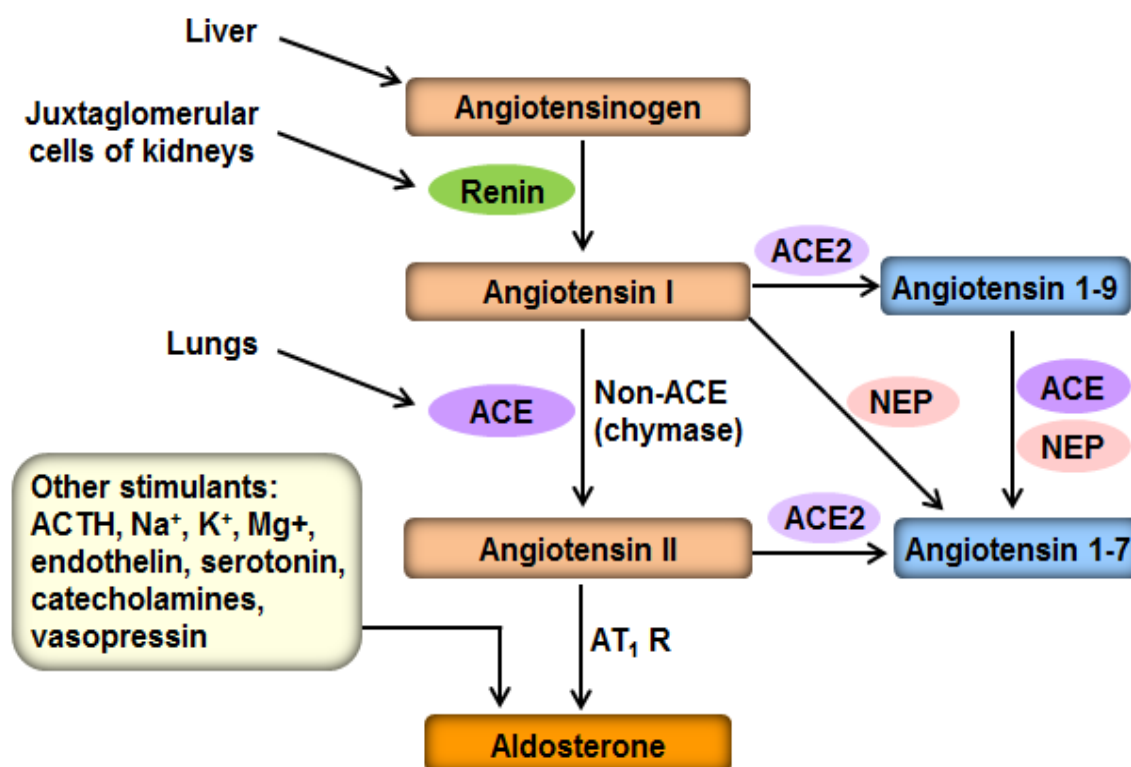 Liver
Angiotensinogen
Juxtaglomerular
cells of kidneys
Renin
ACE2
Angiotensin I
Angiotensin 1-9
Lungs
ACE
Non-ACE
(chymase)
NEP
ACE
NEP
Other stimulants:
ACTH, Na⁺, K⁺, Mg+,
endothelin, serotonin,
catecholamines,
vasopressin
Angiotensin II
ACE2
Angiotensin 1-7
AT₁ R
Aldosterone